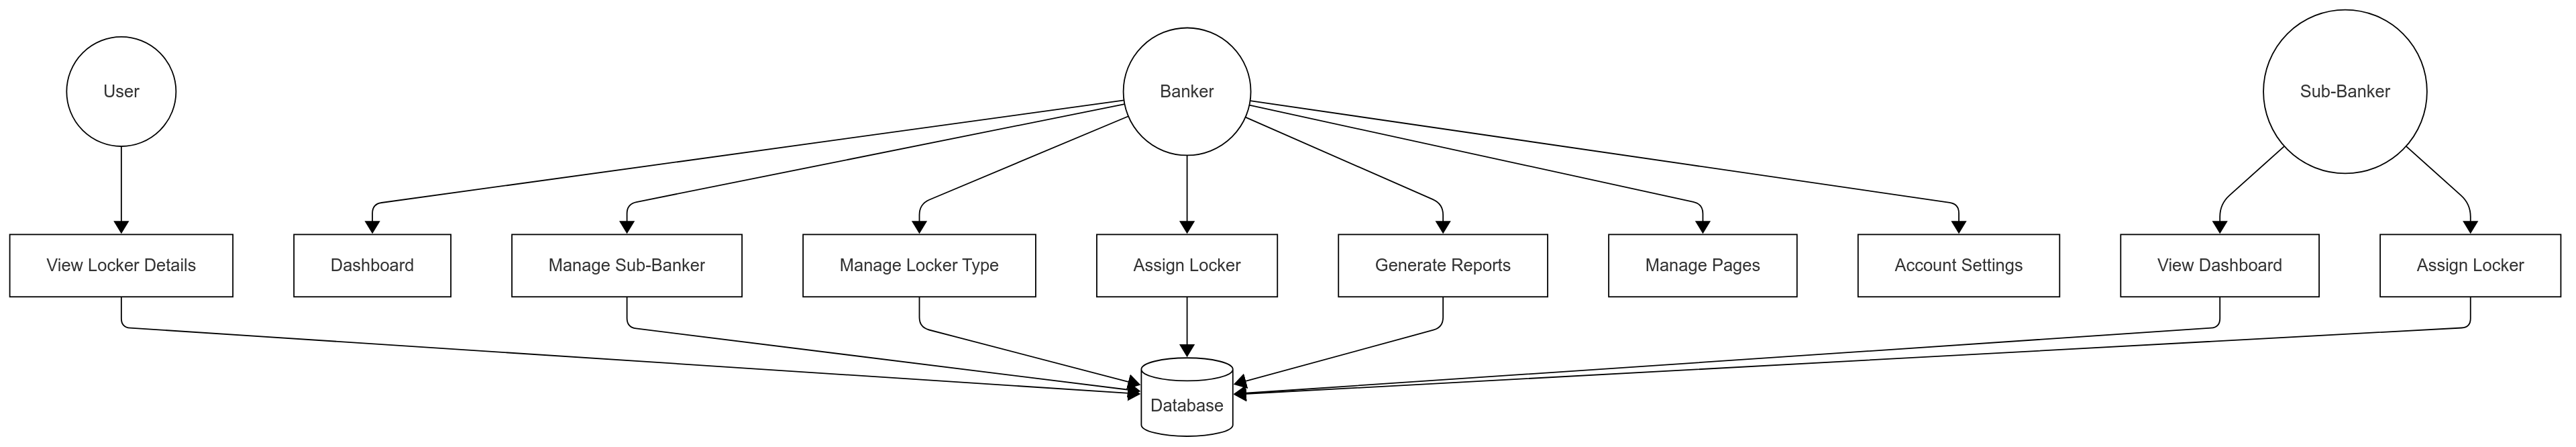 User
Banker
Sub-Banker
View Locker Details
Dashboard
Manage Sub-Banker
Manage Locker Type
Assign Locker
Generate Reports
Manage Pages
Account Settings
View Dashboard
Assign Locker
Database